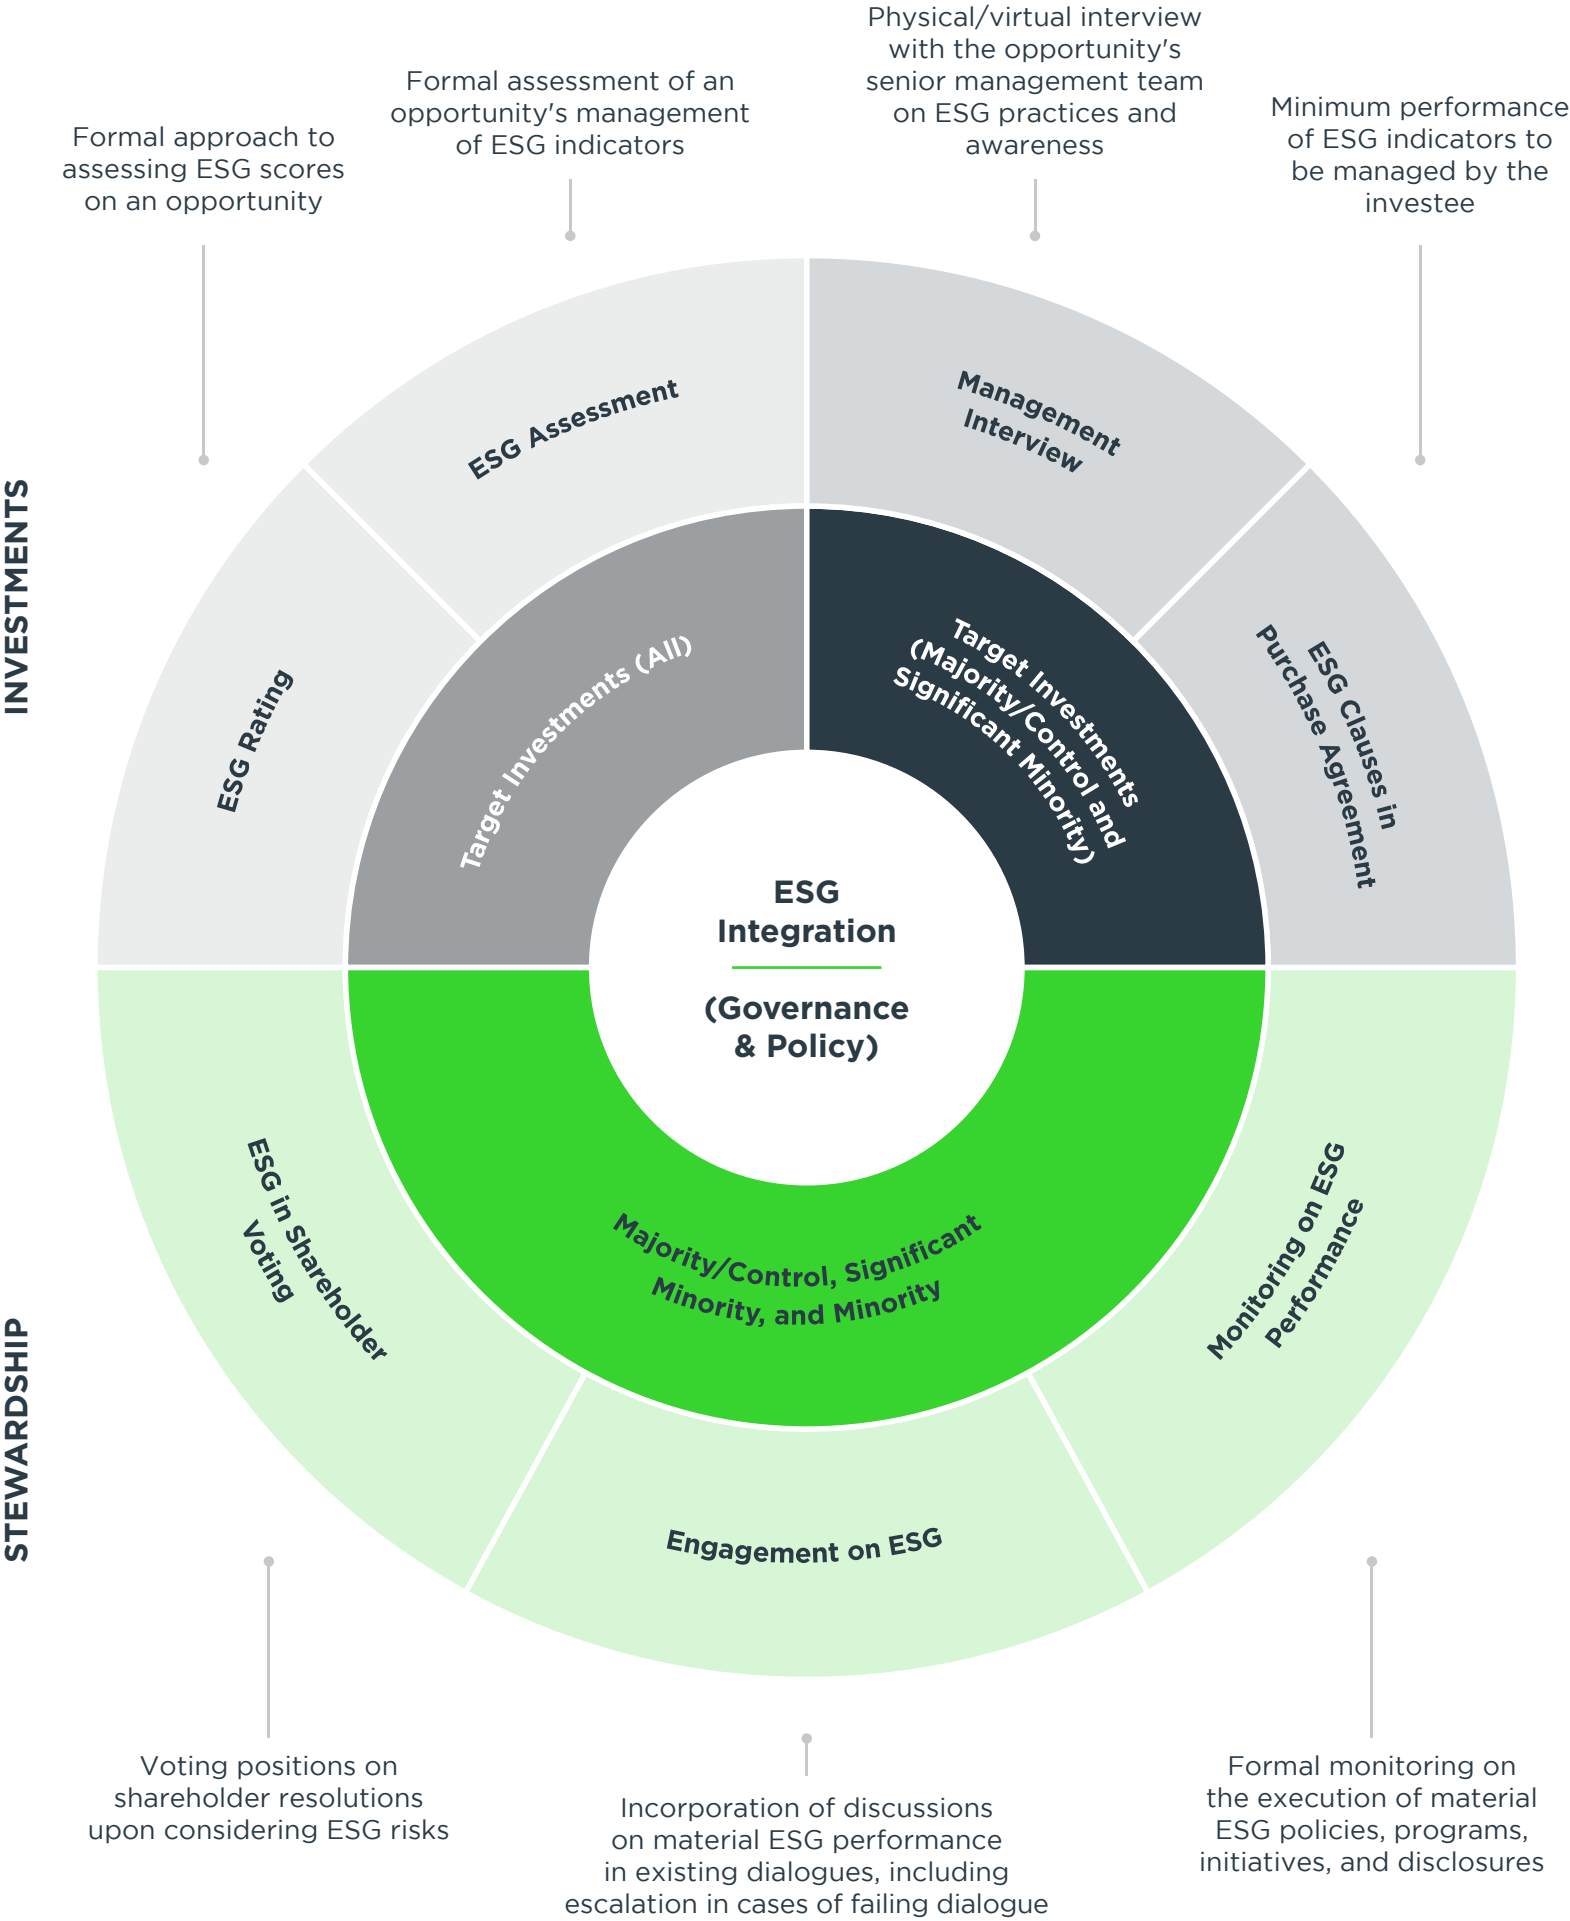 Formal approach to
assessing ESG scores
on an opportunity
Formal assessment of an
opportunity's management
of ESG indicators
Physical/virtual interview
with the opportunity's
senior management team
on ESG practices and
awareness
Minimum performance
of ESG indicators to
be managed by the
investee
INVESTMENTS
ESG Rating
ESG Assessment
Management
Interview
ESG Clauses in
Purchase Agreement
Target Investments (All)
Target Investments
(Majority/Control and
Significant Minority)
ESG
Integration
(Governance
& Policy)
Majority/Control, Significant
Minority, and Minority
STEWARDSHIP
ESG in Shareholder
Voting
Engagement on ESG
Monitoring on ESG
Performance
Voting positions on
shareholder resolutions
upon considering ESG risks
Incorporation of discussions
on material ESG performance
in existing dialogues, including
escalation in cases of failing dialogue
Formal monitoring on
the execution of material
ESG policies, programs,
initiatives, and disclosures